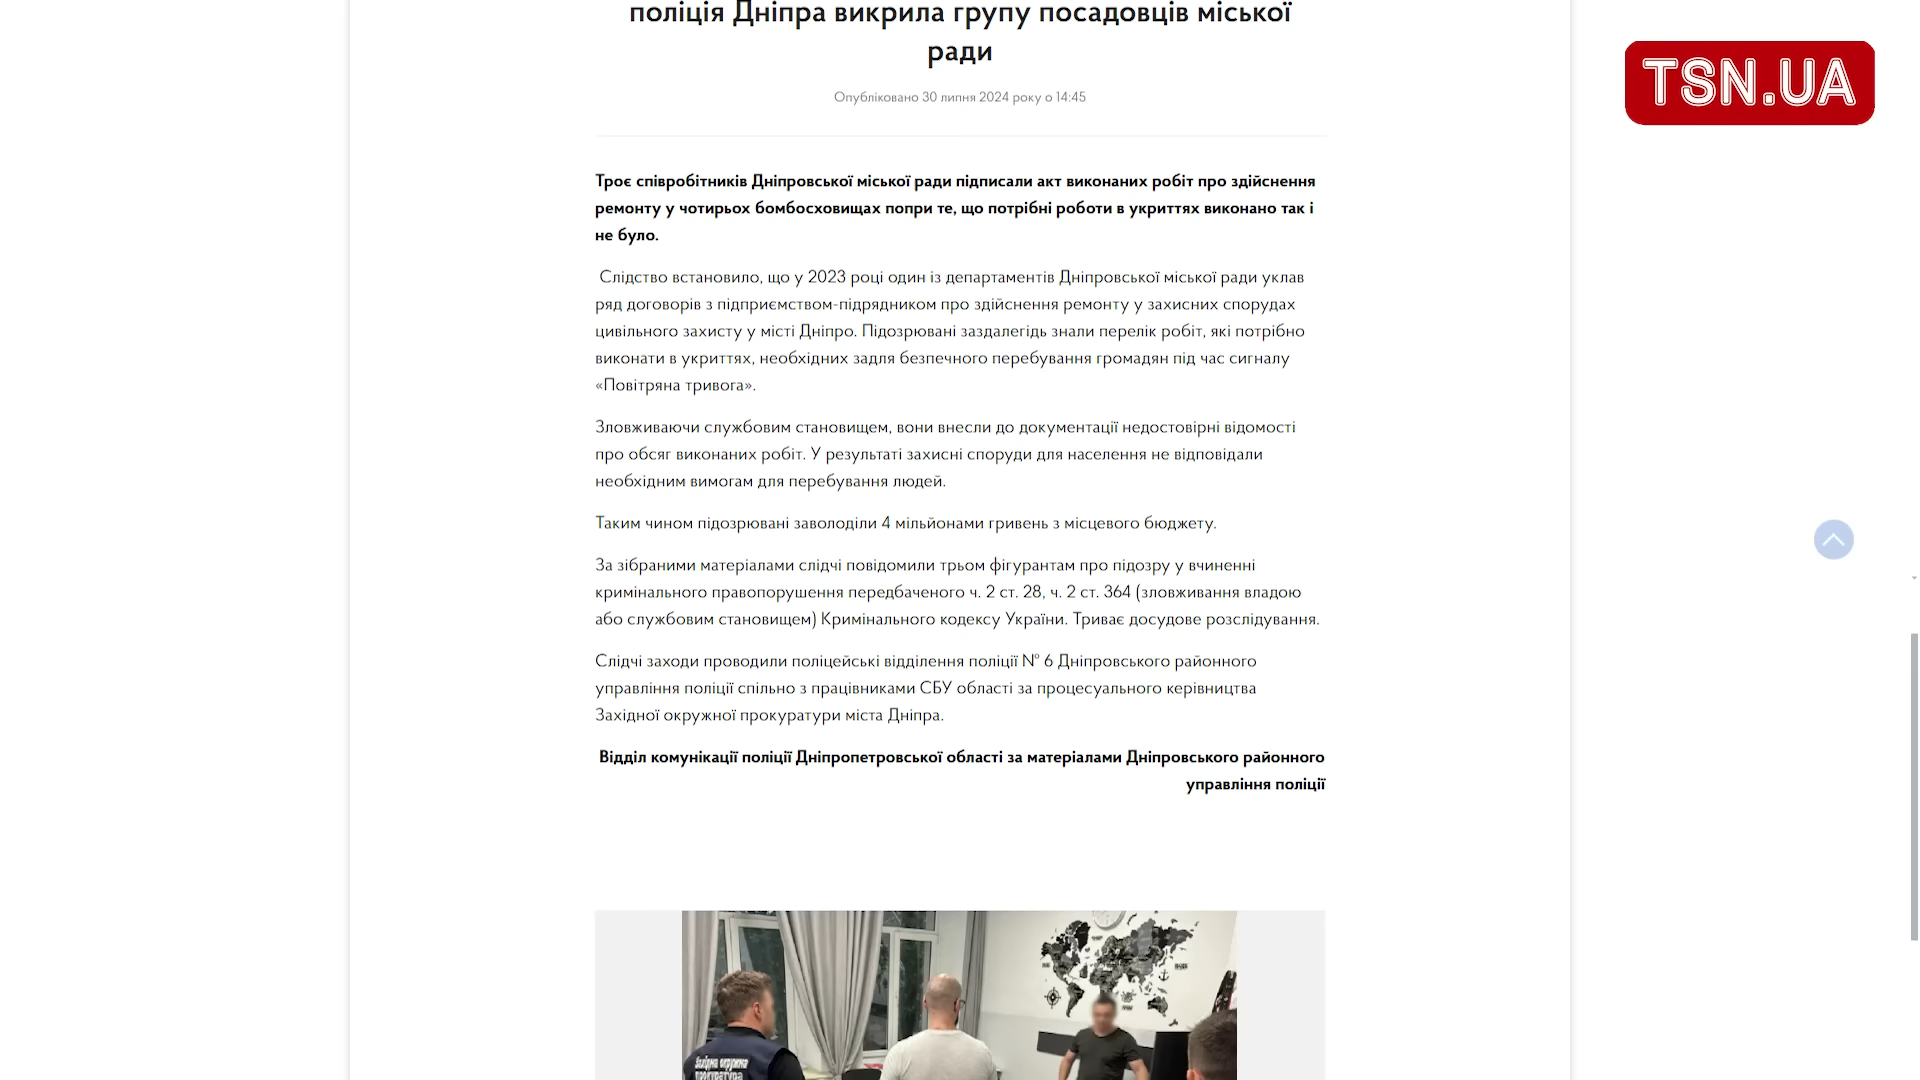 поліція Дніпра викрила групу посадовців міської
ради
Опубліковано 30 липня 2024 року о 14:45
TSN.UA
Троє співробітників Дніпровської міської ради підписали акт виконаних робіт про здійснення
ремонту у чотирьох бомбосховищах попри те, що потрібні роботи в укриттях виконано так і
не було.
Слідство встановило, що у 2023 році один із департаментів Дніпровської міської ради уклав
ряд договорів з підприємством-підрядником про здійснення ремонту у захисних спорудах
цивільного захисту у місті Дніпро. Підозрювані заздалегідь знали перелік робіт, які потрібно
виконати в укриттях, необхідних задля безпечного перебування громадян під час сигналу
«Повітряна тривога».
Зловживаючи службовим становищем, вони внесли до документації недостовірні відомості
про обсяг виконаних робіт. У результаті захисні споруди для населення не відповідали
необхідним вимогам для перебування людей.
Таким чином підозрювані заволоділи 4 мільйонами гривень з місцевого бюджету.
За зібраними матеріалами слідчі повідомили трьом фігурантам про підозру у вчиненні
кримінального правопорушення передбаченого ч. 2 ст. 28, ч. 2 ст. 364 (зловживання владою
або службовим становищем) Кримінального кодексу України. Триває досудове розслідування.
Слідчі заходи проводили поліцейські відділення поліції № 6 Дніпровського районного
управління поліції спільно з працівниками СБУ області за процесуального керівництва
Західної окружної прокуратури міста Дніпра.
Відділ комунікації поліції Дніпропетровської області за матеріалами Дніпровського районного
управління поліції
Західна окружна
прокуратура